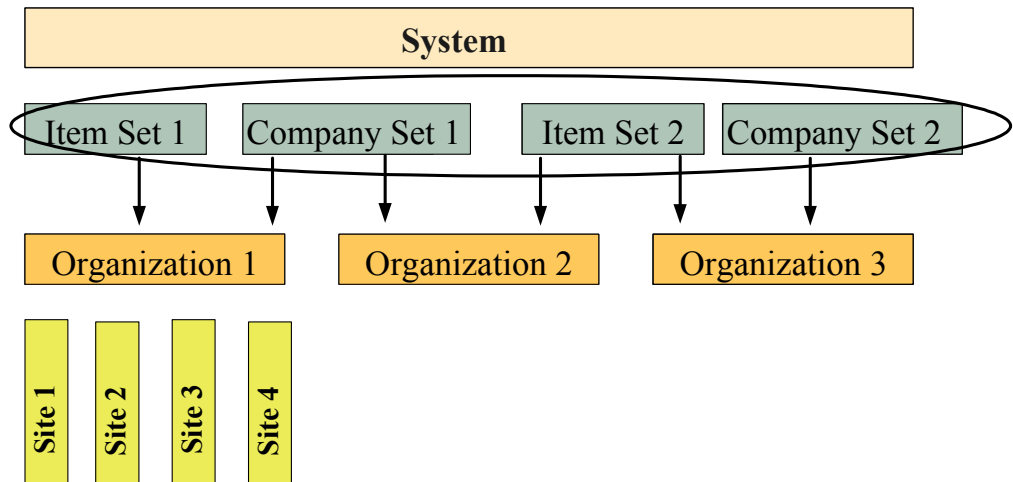 System
Item Set 1
Company Set 1
Item Set 2
Company Set 2
Organization 1
Organization 2
Organization 3
Site 1
Site 2
Site 3
Site 4